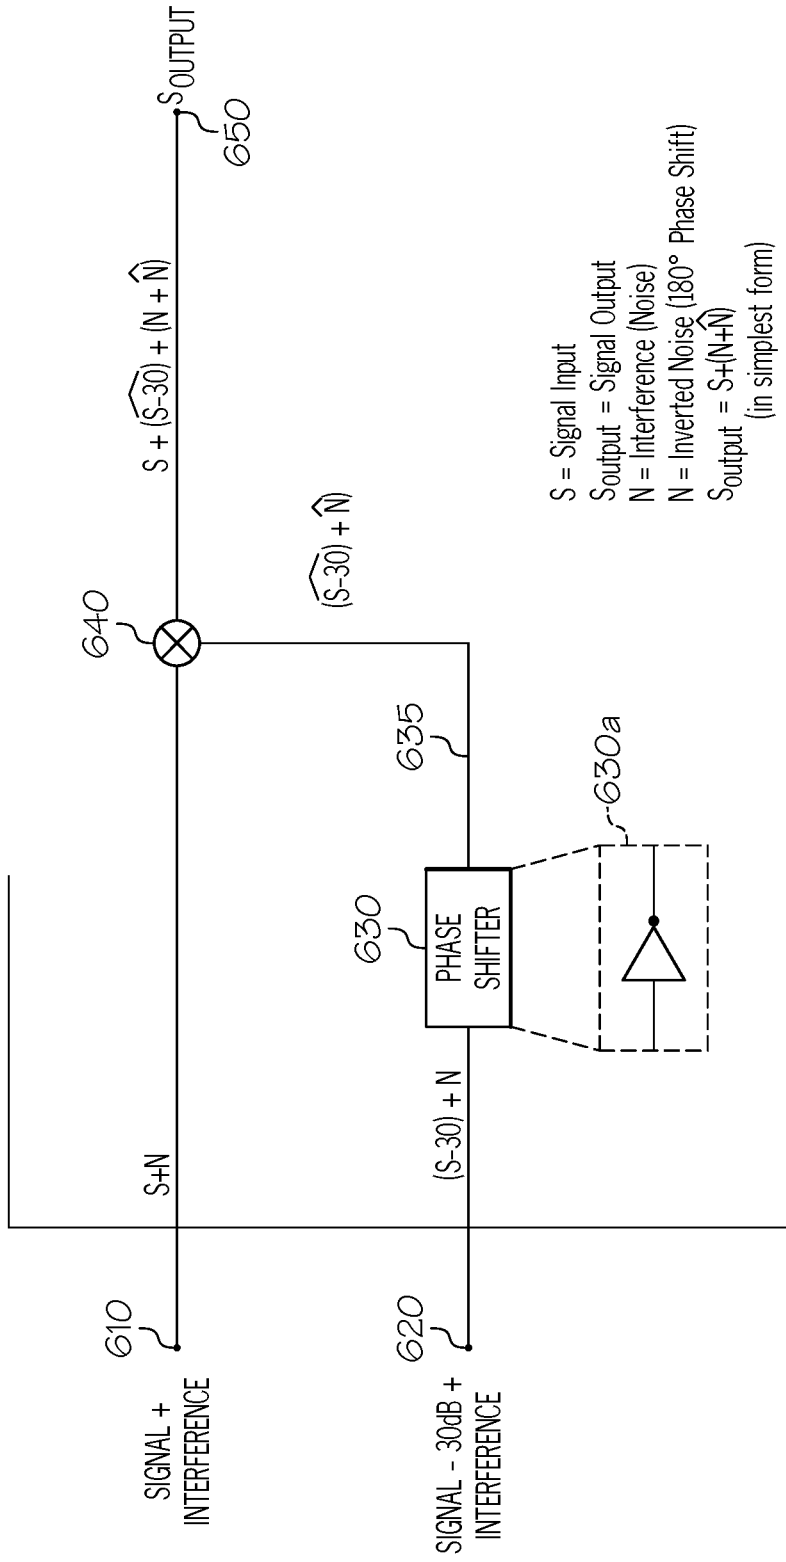 SIGNAL +
INTERFERENCE
610
S+N
640
S + (S-30)^ + (N + N̂)
S OUTPUT
650
SIGNAL - 30dB +
INTERFERENCE
620
(S-30) + N
630
PHASE
SHIFTER
635
(S-30)^ + N̂)
630a
S = Signal Input
Soutput = Signal Output
N = Interference (Noise)
N = Inverted Noise (180° Phase Shift)
Soutput = S+(N+N̂)
(in simplest form)